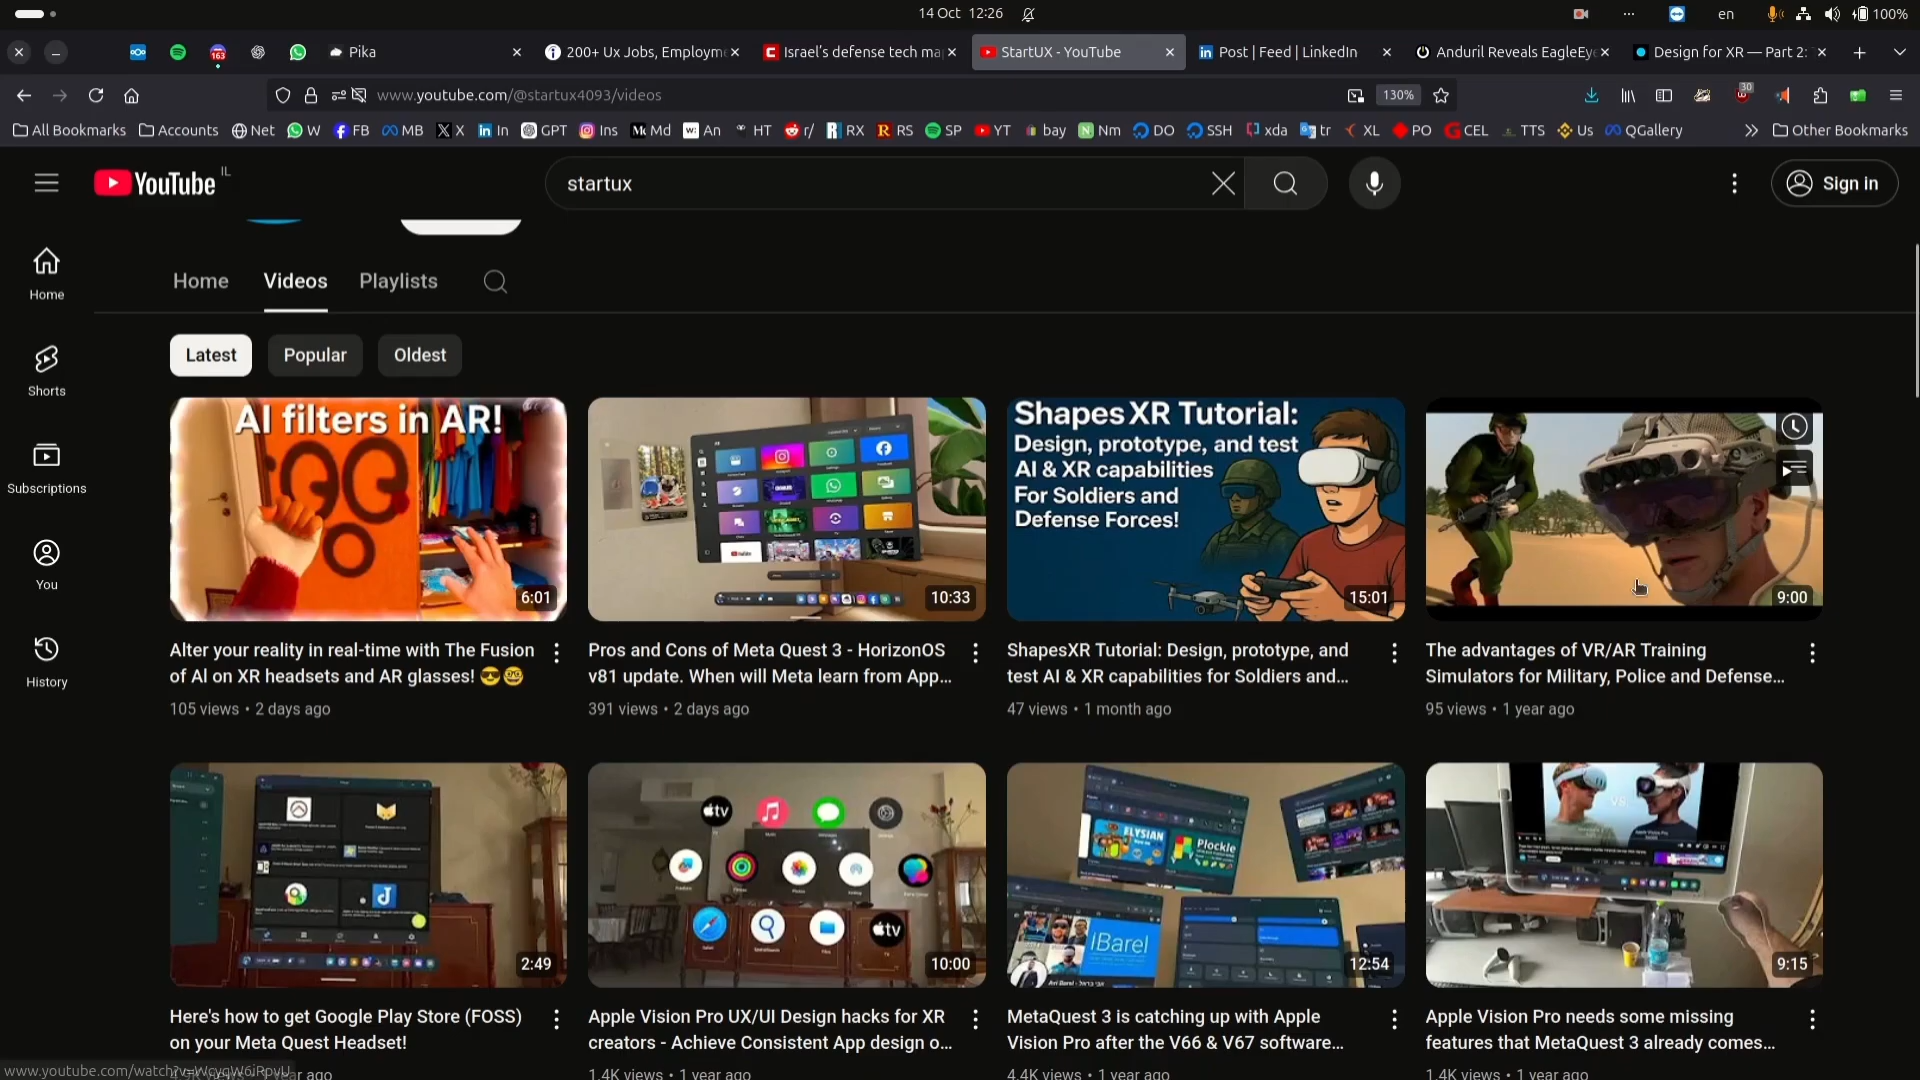 14 Oct 12:26
en
100%
163
Pika
200+ Ux Jobs, Employme
Israel's defense tech ma
StartUX - YouTube
Post | Feed | LinkedIn
Anduril Reveals EagleEy
Design for XR — Part 2:
www.youtube.com/@startux4093/videos
130%
30
All Bookmarks
Accounts
Net
W
FB
MB
X
In
GPT
Ins
Md
An
HT
r/
RX
RS
SP
YT
bay
Nm
DO
SSH
xda
tr
XL
PO
CEL
TTS
Us
QGallery
Other Bookmarks
YouTube IL
startux
Sign in
Home
Shorts
Subscriptions
You
History
Home
Videos
Playlists
Latest
Popular
Oldest
AI filters in AR!
6:01
10:33
Shapes XR Tutorial:
Design, prototype, and test
AI & XR capabilities
For Soldiers and
Defense Forces!
15:01
9:00
Alter your reality in real-time with The Fusion
of AI on XR headsets and AR glasses! 😎🤓
105 views • 2 days ago
Pros and Cons of Meta Quest 3 - HorizonOS
v81 update. When will Meta learn from App...
391 views • 2 days ago
ShapesXR Tutorial: Design, prototype, and
test AI & XR capabilities for Soldiers and...
47 views • 1 month ago
The advantages of VR/AR Training
Simulators for Military, Police and Defense...
95 views • 1 year ago
2:49
tv
tv
10:00
ELYSIAN
Plockle
IBarel
12:54
VS.
9:15
Here's how to get Google Play Store (FOSS)
on your Meta Quest Headset!
year ago
Apple Vision Pro UX/UI Design hacks for XR
creators - Achieve Consistent App design o...
1.4K views • 1 year ago
MetaQuest 3 is catching up with Apple
Vision Pro after the V66 & V67 software...
4.4K views • 1 year ago
Apple Vision Pro needs some missing
features that MetaQuest 3 already comes...
1.4K views • 1 year ago